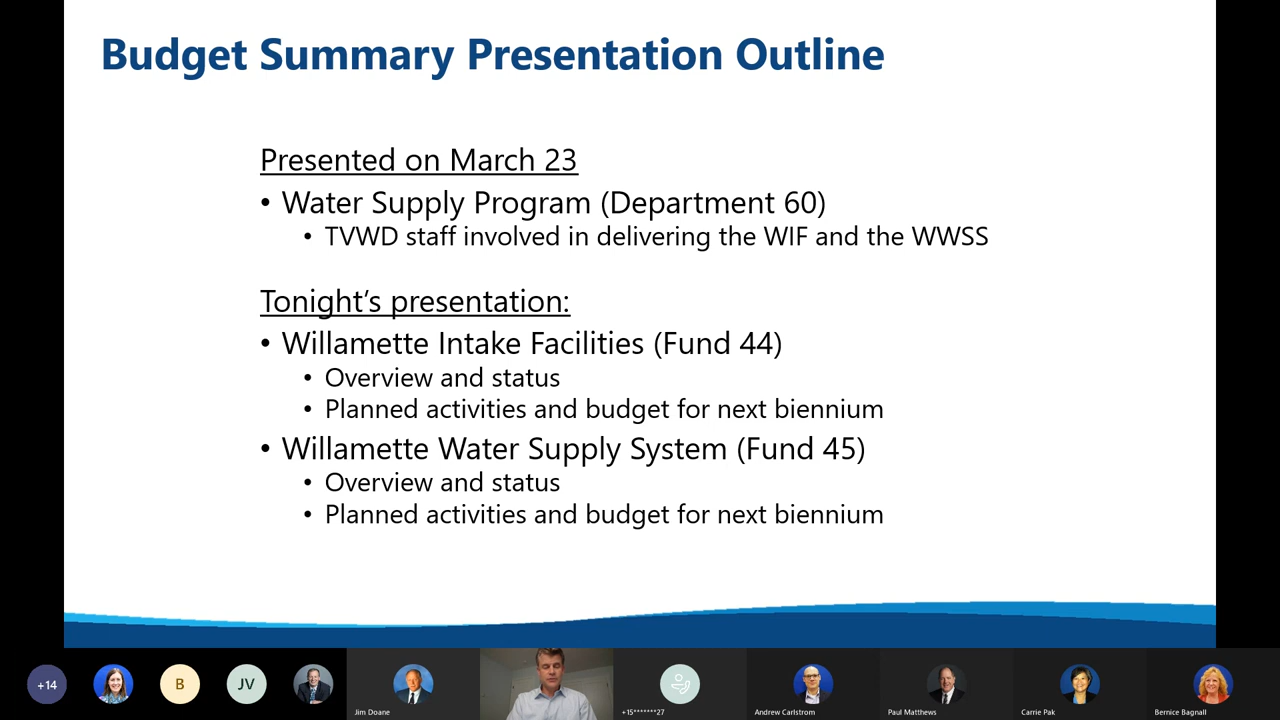 Budget Summary Presentation Outline
Presented on March 23
• Water Supply Program (Department 60)
• TVWD staff involved in delivering the WIF and the WWSS
Tonight's presentation:
• Willamette Intake Facilities (Fund 44)
• Overview and status
• Planned activities and budget for next biennium
• Willamette Water Supply System (Fund 45)
• Overview and status
• Planned activities and budget for next biennium
+14
B
JV
Jim Doane
+15*******27
Andrew Carlstrom
Paul Matthews
Carrie Pak
Bernice Bagnall